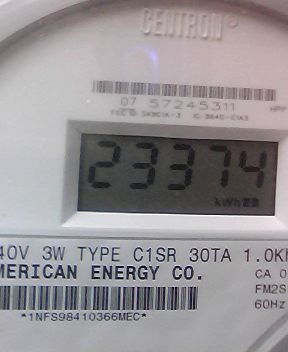 CENTRON®
07 57245311
23374
kWh
40V 3W TYPE C1SR 30TA 1.0K
MERICAN ENERGY CO.
CA 0
FM2S
60Hz
*1NFS98410366MEC*